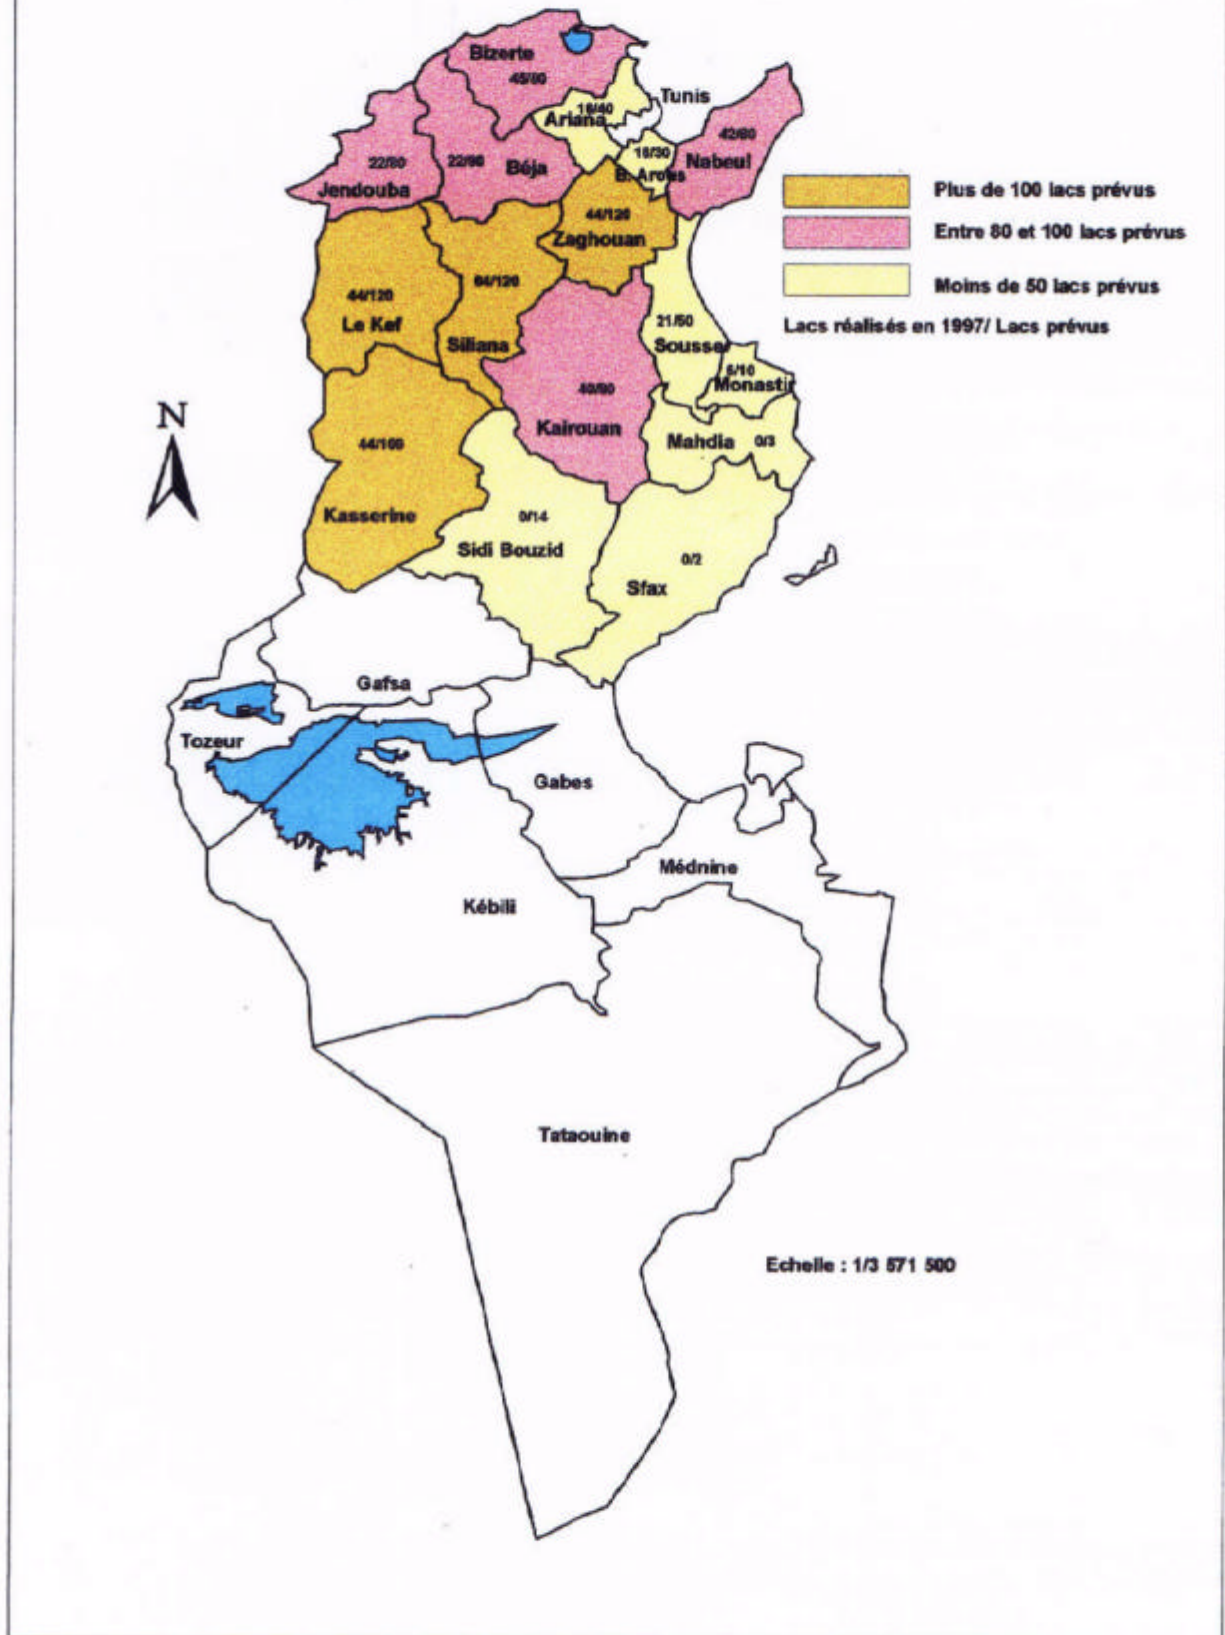 Bizerte
45/80
Tunis
16/40
Ariana
42/80
Nabeul
16/30
B. Arous
22/80
Jendouba
22/80
Béja
44/120
Zaghouan
Plus de 100 lacs prévus
Entre 80 et 100 lacs prévus
Moins de 50 lacs prévus
Lacs réalisés en 1997/ Lacs prévus
44/120
Le Kef
64/120
Siliana
21/50
Sousse
6/10
Monastir
40/80
Kairouan
Mahdia 0/3
N
44/100
Kasserine
0/14
Sidi Bouzid
0/2
Sfax
Gafsa
Tozeur
Gabes
Médnine
Kébili
Tataouine
Echelle : 1/3 571 500